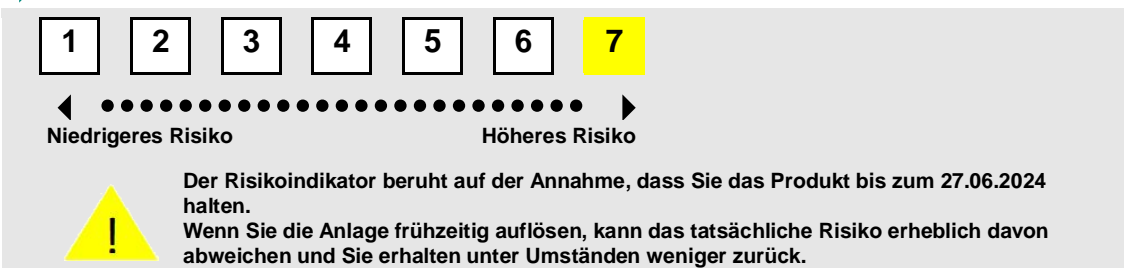 1 2 3 4 5 6 7
Niedrigeres Risiko Höheres Risiko
Der Risikoindikator beruht auf der Annahme, dass Sie das Produkt bis zum 27.06.2024
halten.
Wenn Sie die Anlage frühzeitig auflösen, kann das tatsächliche Risiko erheblich davon
abweichen und Sie erhalten unter Umständen weniger zurück.
!